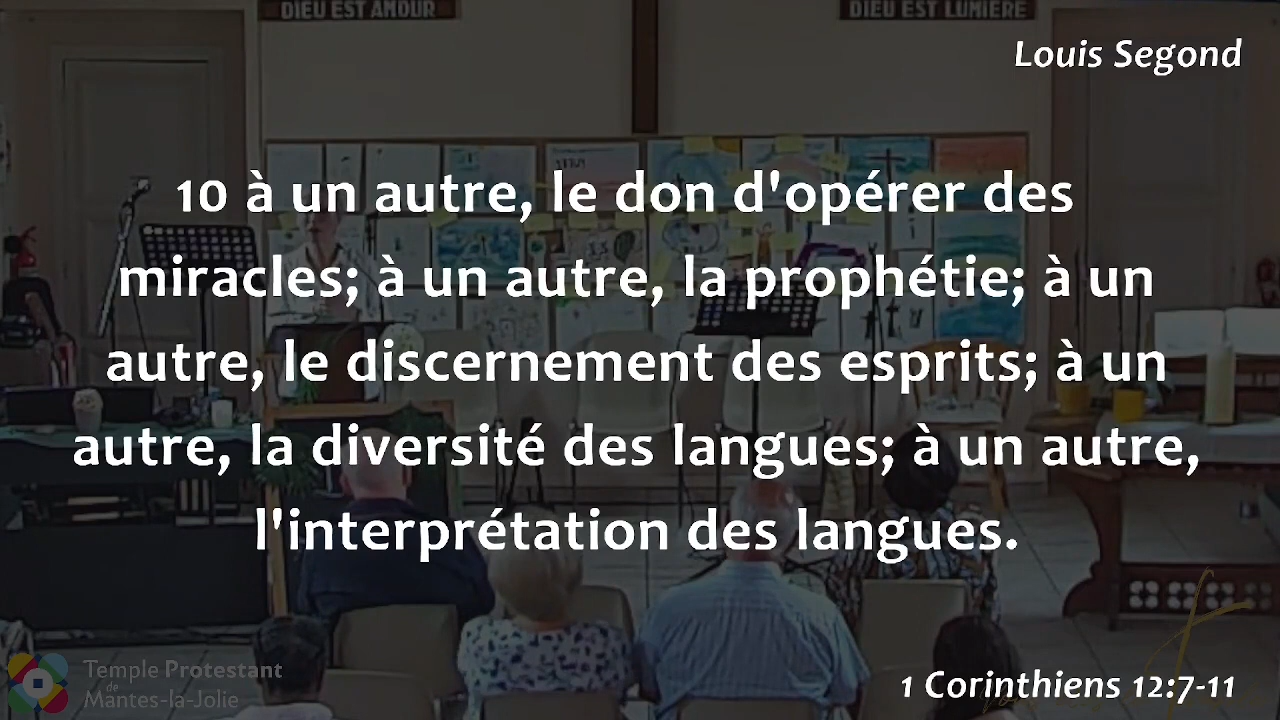 DIEU EST AMOUR
DIEU EST LUMIERE
Louis Segond
10 à un autre, le don d'opérer des
miracles; à un autre, la prophétie; à un
autre, le discernement des esprits; à un
autre, la diversité des langues; à un autre,
l'interprétation des langues.
Temple Protestant
de
Mantes-la-Jolie
1 Corinthiens 12:7-11